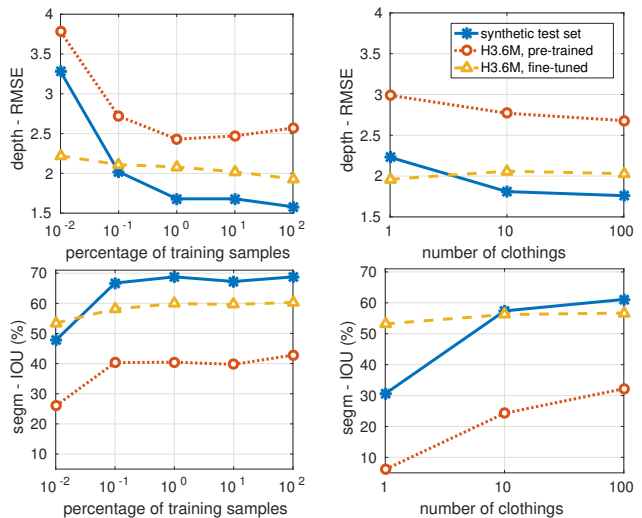 depth - RMSE
4
3.5
3
2.5
2
1.5
10^-2 10^-1 10^0 10^1 10^2
percentage of training samples
depth - RMSE
4
3.5
3
2.5
2
1.5
1 10 100
number of clothings
synthetic test set
H3.6M, pre-trained
H3.6M, fine-tuned
segm - IOU (%)
70
60
50
40
30
20
10
10^-2 10^-1 10^0 10^1 10^2
percentage of training samples
segm - IOU (%)
70
60
50
40
30
20
10
1 10 100
number of clothings